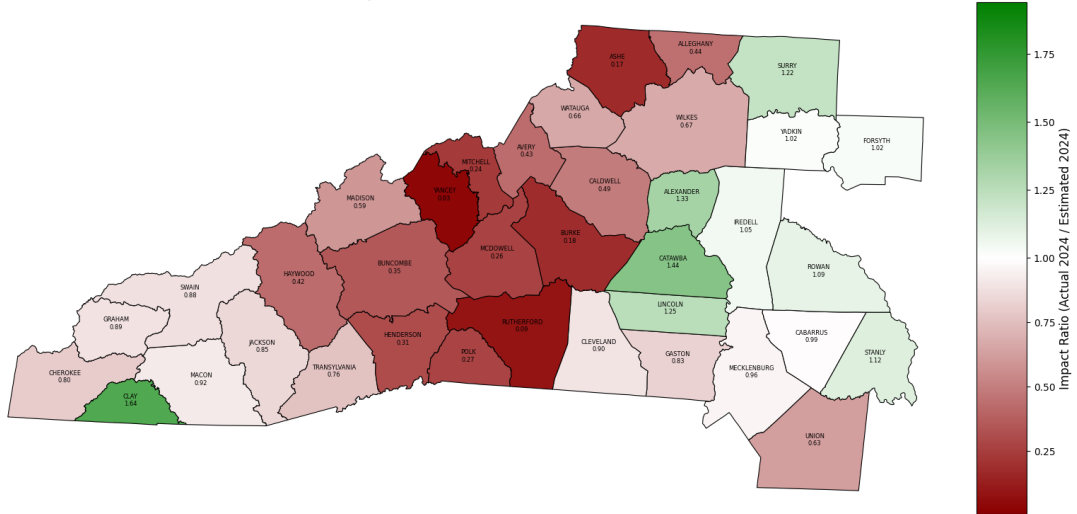 ASHE
0.17
ALLEGHANY
0.44
SURRY
1.22
WATAUGA
0.66
WILKES
0.67
YADKIN
1.02
FORSYTH
1.02
AVERY
0.43
MITCHELL
0.24
YANCEY
0.03
CALDWELL
0.49
ALEXANDER
1.33
MADISON
0.59
IREDELL
1.05
BURKE
0.18
MCDOWELL
0.26
BUNCOMBE
0.35
CATAWBA
1.44
ROWAN
1.09
HAYWOOD
0.42
SWAIN
0.88
LINCOLN
1.25
GRAHAM
0.89
RUTHERFORD
0.09
HENDERSON
0.31
JACKSON
0.85
CLEVELAND
0.90
CABARRUS
0.99
POLK
0.27
GASTON
0.83
STANLY
1.12
TRANSYLVANIA
0.76
MECKLENBURG
0.96
CHEROKEE
0.80
MACON
0.92
CLAY
1.64
UNION
0.63
1.75
1.50
1.25
1.00
0.75
0.50
0.25
Impact Ratio (Actual 2024 / Estimated 2024)